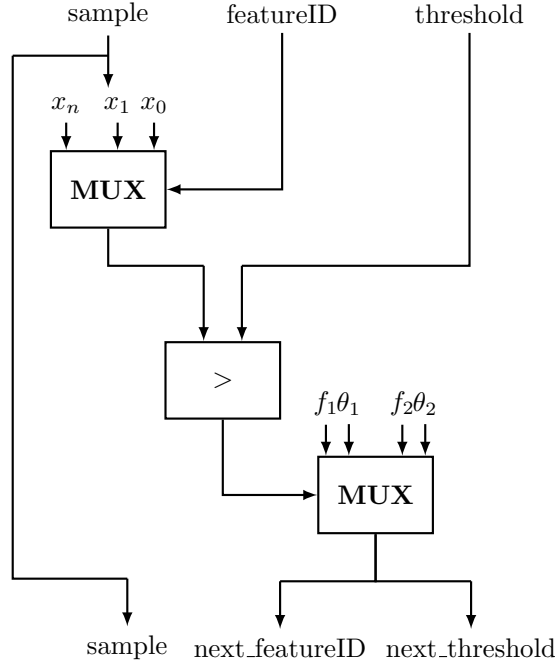 sample featureID threshold
x_n x_1 x_0
MUX
>
f_1θ_1 f_2θ_2
MUX
sample next_featureID next_threshold